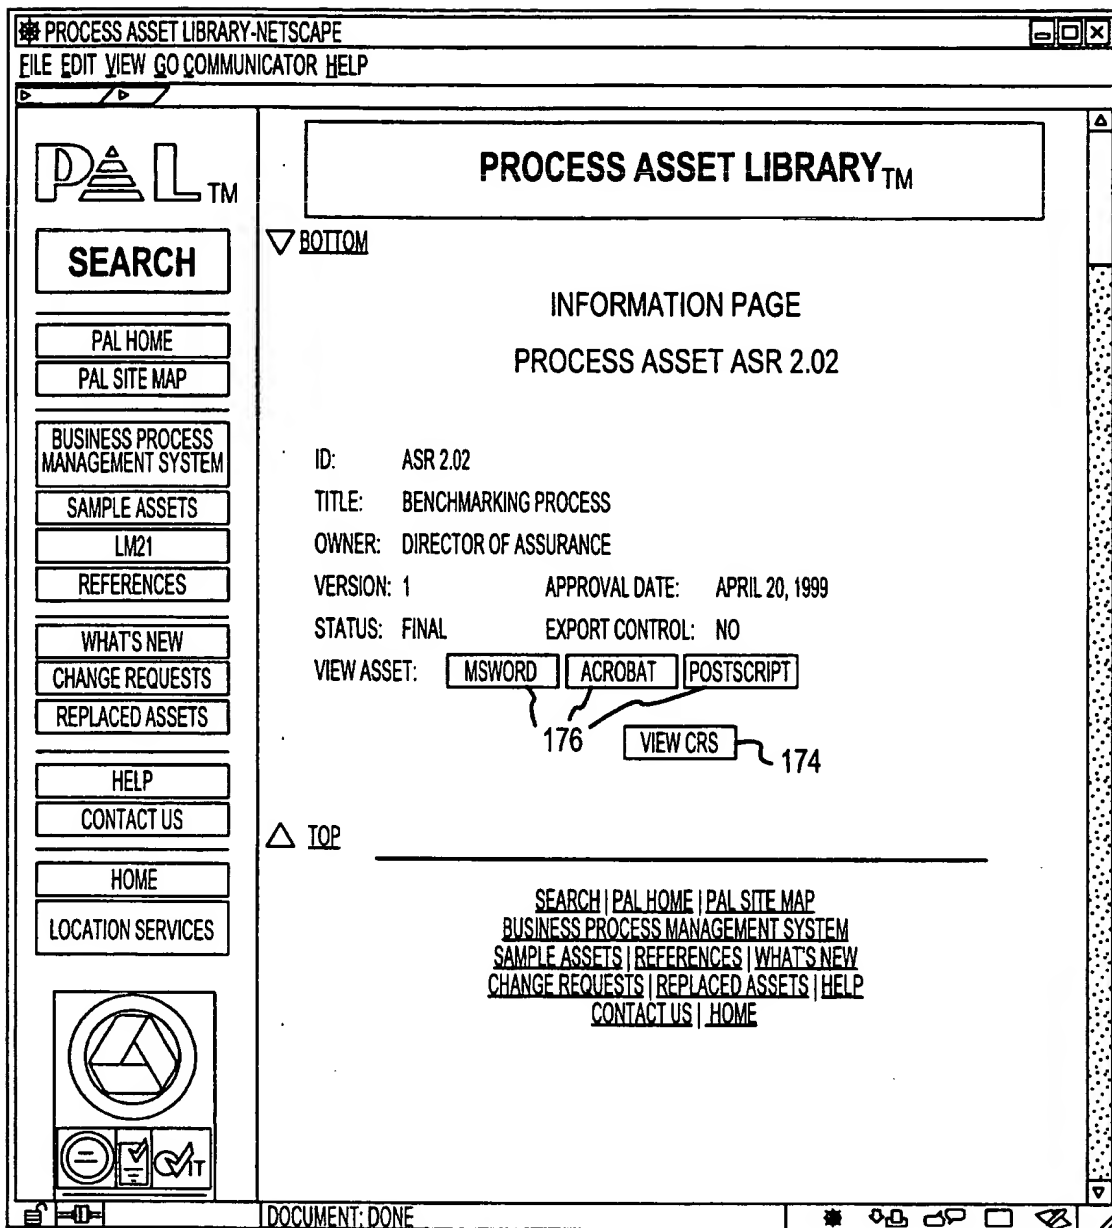 PROCESS ASSET LIBRARY-NETSCAPE
FILE EDIT VIEW GO COMMUNICATOR HELP
PAL TM
SEARCH
PAL HOME
PAL SITE MAP
BUSINESS PROCESS
MANAGEMENT SYSTEM
SAMPLE ASSETS
LM21
REFERENCES
WHAT'S NEW
CHANGE REQUESTS
REPLACED ASSETS
HELP
CONTACT US
HOME
LOCATION SERVICES
IT
PROCESS ASSET LIBRARY TM
BOTTOM
INFORMATION PAGE
PROCESS ASSET ASR 2.02
ID: ASR 2.02
TITLE: BENCHMARKING PROCESS
OWNER: DIRECTOR OF ASSURANCE
VERSION: 1 APPROVAL DATE: APRIL 20, 1999
STATUS: FINAL EXPORT CONTROL: NO
VIEW ASSET: MSWORD ACROBAT POSTSCRIPT
176
VIEW CRS 174
TOP
SEARCH | PAL HOME | PAL SITE MAP
BUSINESS PROCESS MANAGEMENT SYSTEM
SAMPLE ASSETS | REFERENCES | WHAT'S NEW
CHANGE REQUESTS | REPLACED ASSETS | HELP
CONTACT US | HOME
DOCUMENT: DONE